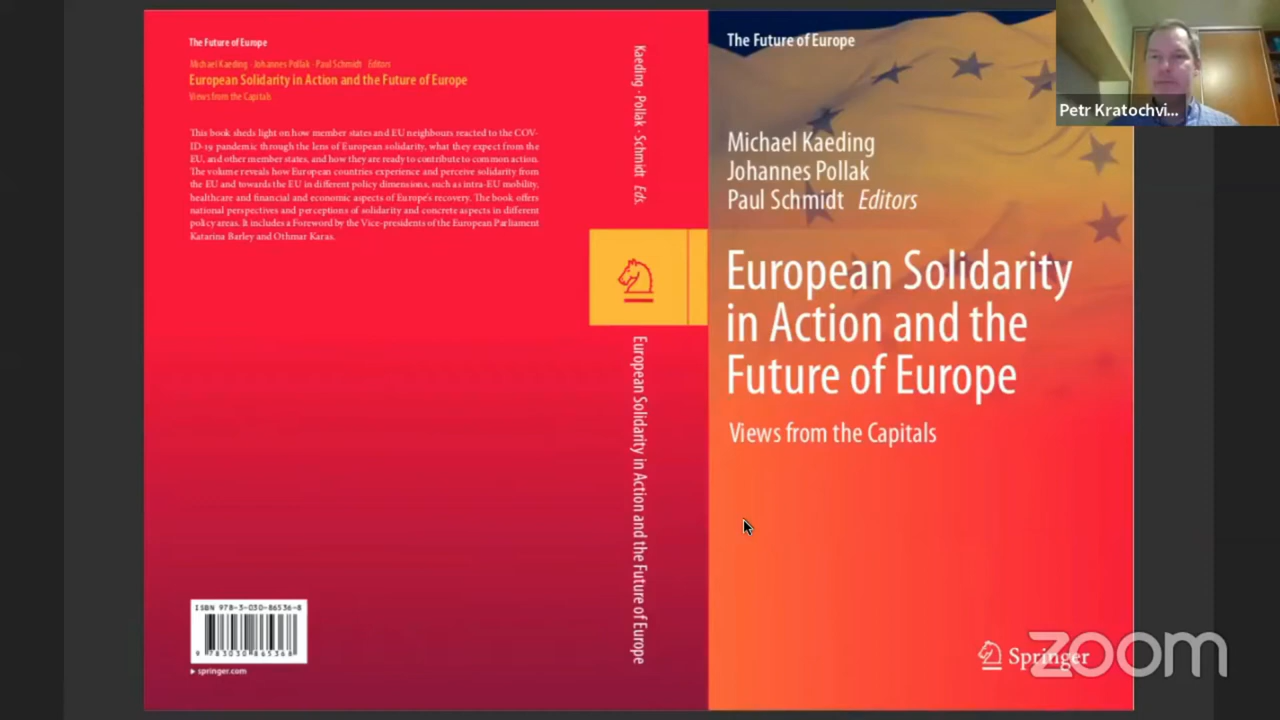 The Future of Europe
Michael Kaeding · Johannes Pollak · Paul Schmidt Editors
European Solidarity in Action and the Future of Europe
Views from the Capitals
This book sheds light on how member states and EU neighbours reacted to the COV-
ID-19 pandemic through the lens of European solidarity, what they expect from the
EU, and other member states, and how they are ready to contribute to common action.
The volume reveals how European countries experience and perceive solidarity from
the EU and towards the EU in different policy dimensions, such as intra-EU mobility,
healthcare and financial and economic aspects of Europe's recovery. The book offers
national perspectives and perceptions of solidarity and concrete aspects in different
policy areas. It includes a Foreword by the Vice-presidents of the European Parliament
Katarina Barley and Othmar Karas.
ISBN 978-3-030-86536-8
9 783030 865368
▸ springer.com
Kaeding · Pollak · Schmidt Eds.
European Solidarity in Action and the Future of Europe
The Future of Europe
Michael Kaeding
Johannes Pollak
Paul Schmidt Editors
European Solidarity
in Action and the
Future of Europe
Views from the Capitals
Springer
Petr Kratochvi...
zoom